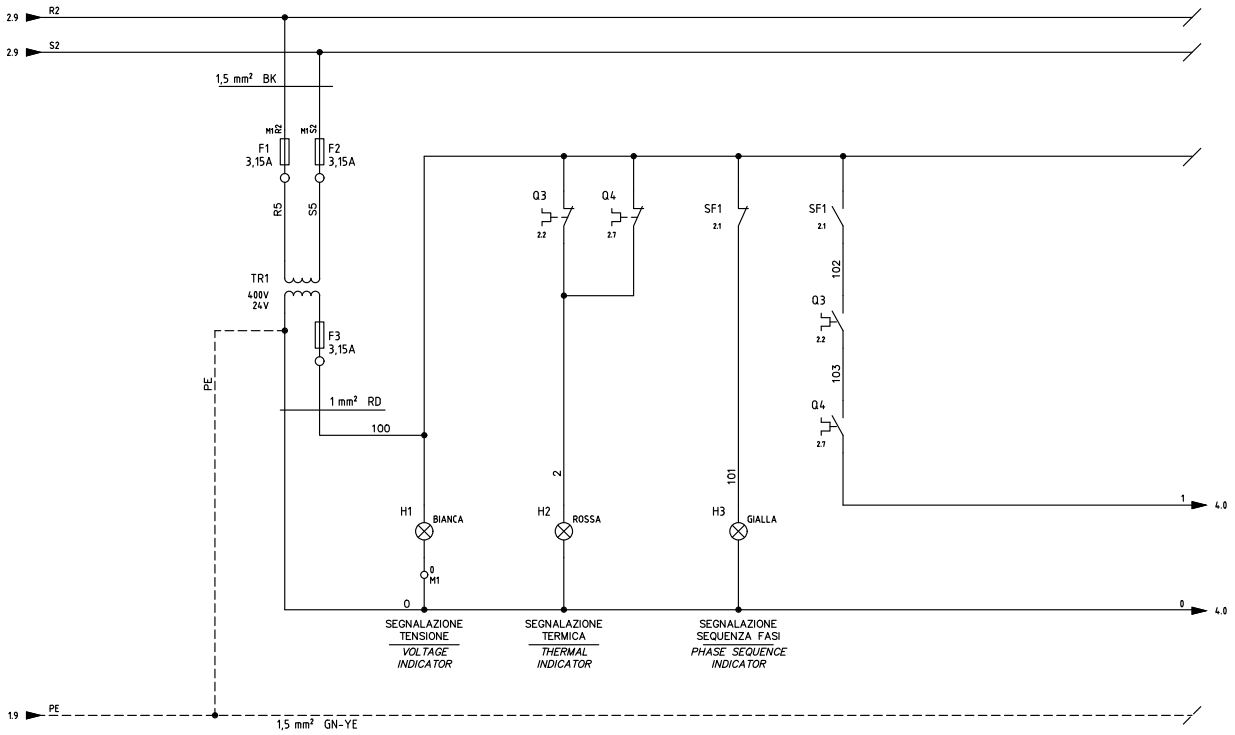 2.9 R2
2.9 S2
1,5 mm² BK
M1 R2 M1 S2
F1 F2
3,15A 3,15A
R5 S5
Q3 Q4 SF1 SF1
2.2 2.7 2.1 2.1
102
TR1
400V
24V
Q3
2.2
F3
3,15A
PE
103
1 mm² RD
100
Q4
2.7
2
101
1 4.0
H1 BIANCA
H2 ROSSA
H3 GIALLA
0
M1
0
0 4.0
SEGNALAZIONE
TENSIONE
VOLTAGE
INDICATOR
SEGNALAZIONE
TERMICA
THERMAL
INDICATOR
SEGNALAZIONE
SEQUENZA FASI
PHASE SEQUENCE
INDICATOR
1.9 PE
1,5 mm² GN-YE